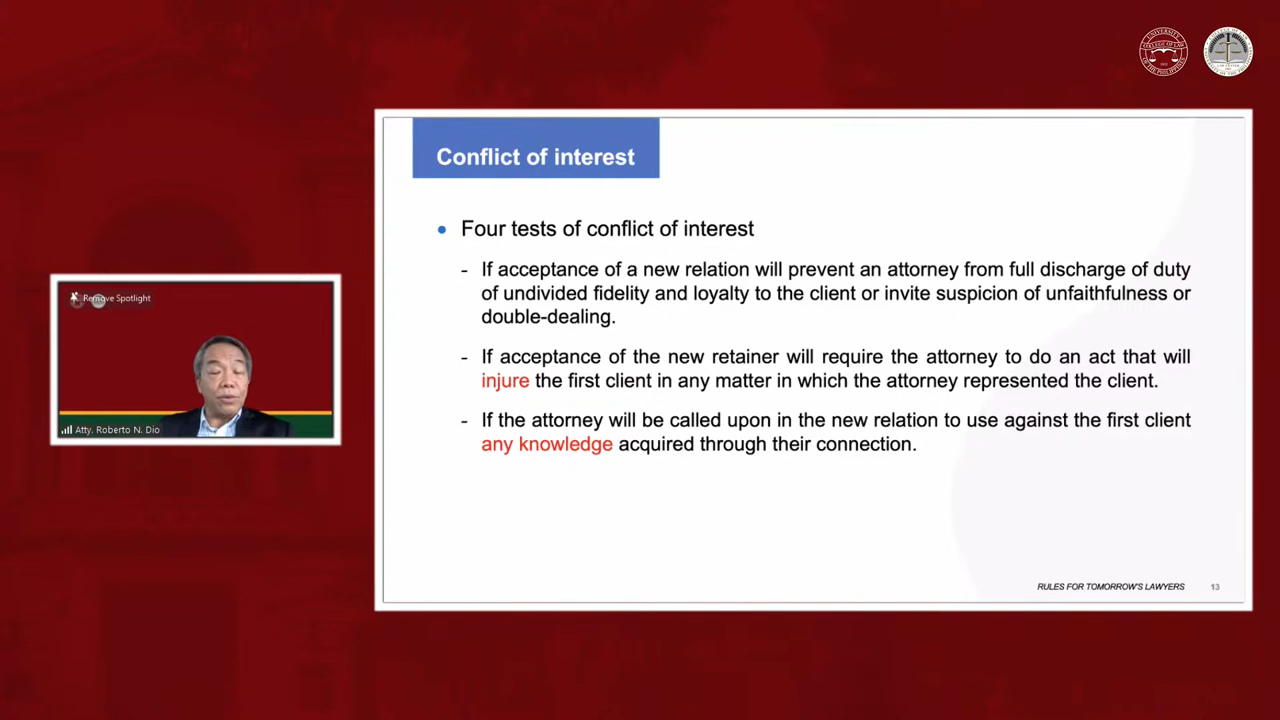 Conflict of interest
• Four tests of conflict of interest
- If acceptance of a new relation will prevent an attorney from full discharge of duty
of undivided fidelity and loyalty to the client or invite suspicion of unfaithfulness or
double-dealing.
- If acceptance of the new retainer will require the attorney to do an act that will
injure the first client in any matter in which the attorney represented the client.
- If the attorney will be called upon in the new relation to use against the first client
any knowledge acquired through their connection.
RULES FOR TOMORROW'S LAWYERS 13
Remove Spotlight
Atty. Roberto N. Dio